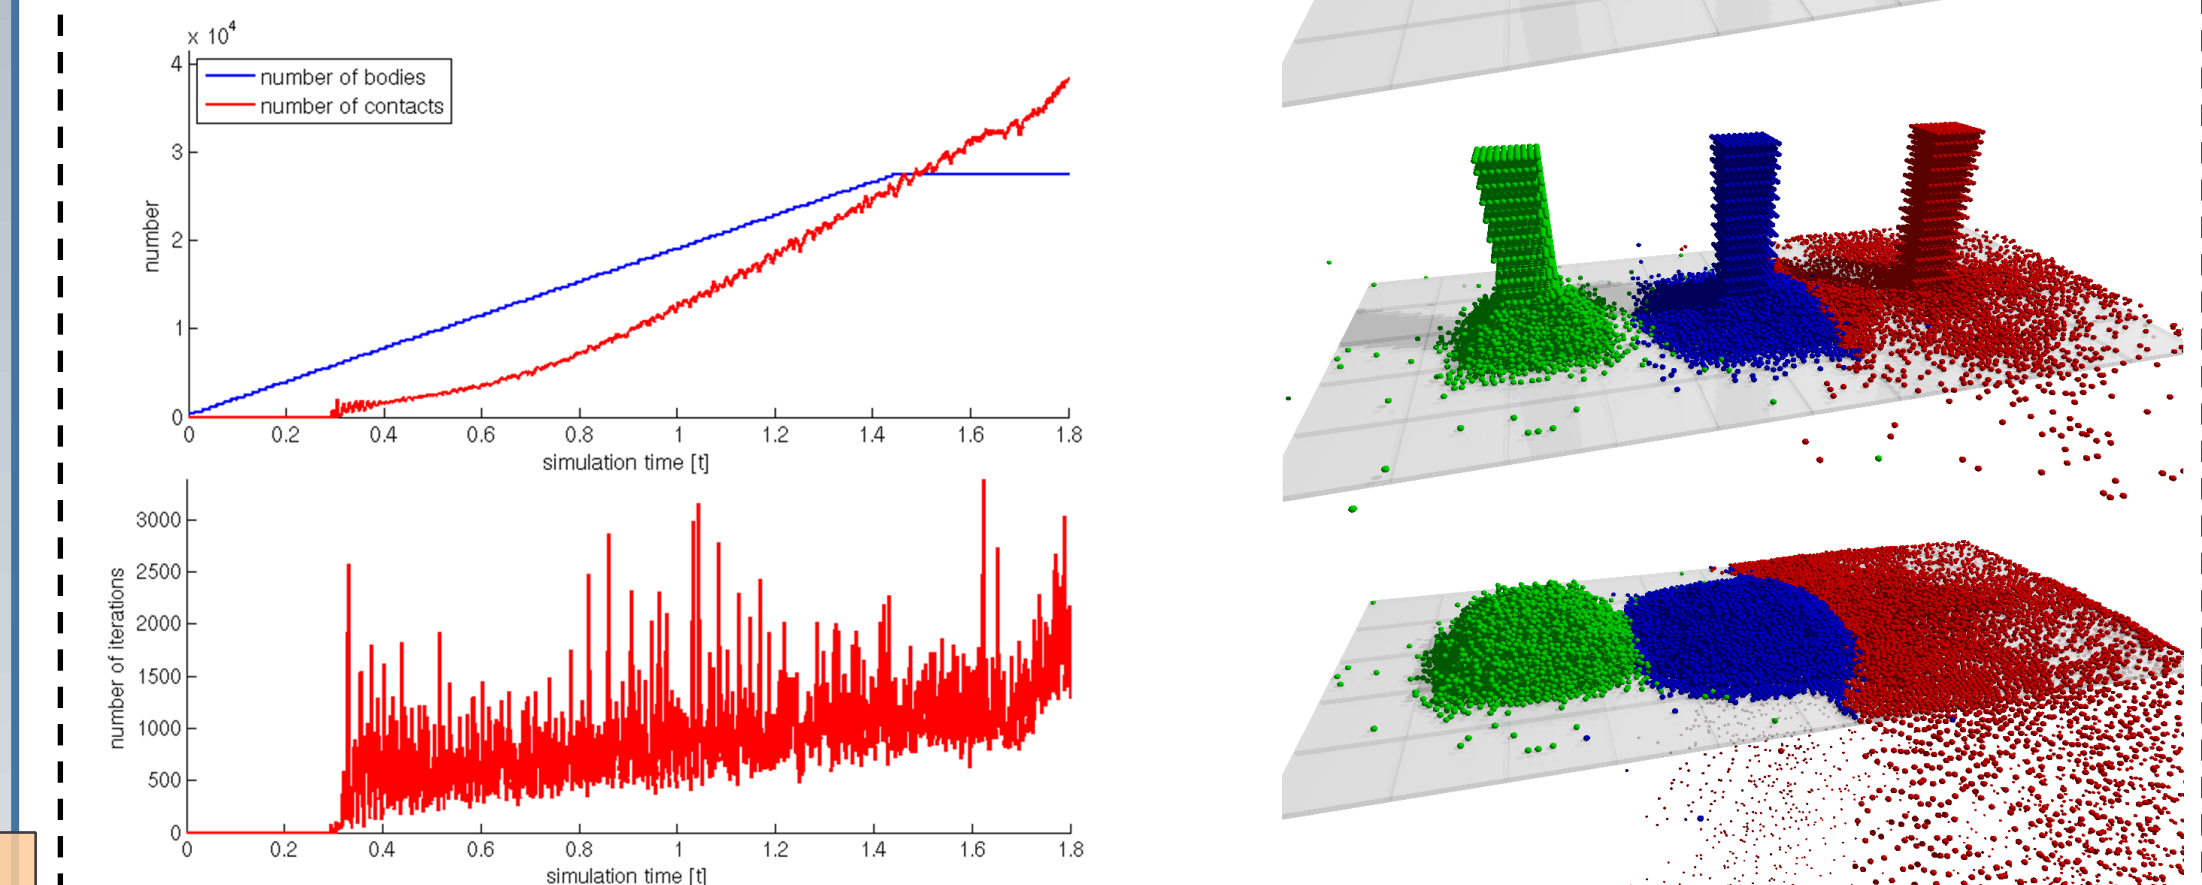 x 10^4
number of bodies
number of contacts
4
3
2
1
0
number
0 0.2 0.4 0.6 0.8 1 1.2 1.4 1.6 1.8
simulation time [t]
3000
2500
2000
1500
1000
500
0
number of iterations
0 0.2 0.4 0.6 0.8 1 1.2 1.4 1.6 1.8
simulation time [t]